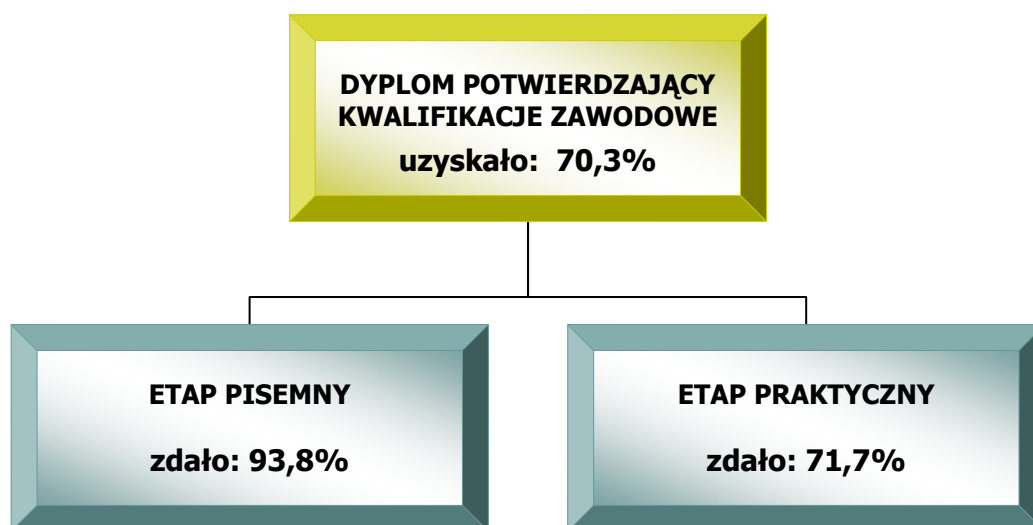 DYPLOM POTWIERDZAJĄCY
KWALIFIKACJE ZAWODOWE
uzyskało: 70,3%
ETAP PISEMNY
zdało: 93,8%
ETAP PRAKTYCZNY
zdało: 71,7%